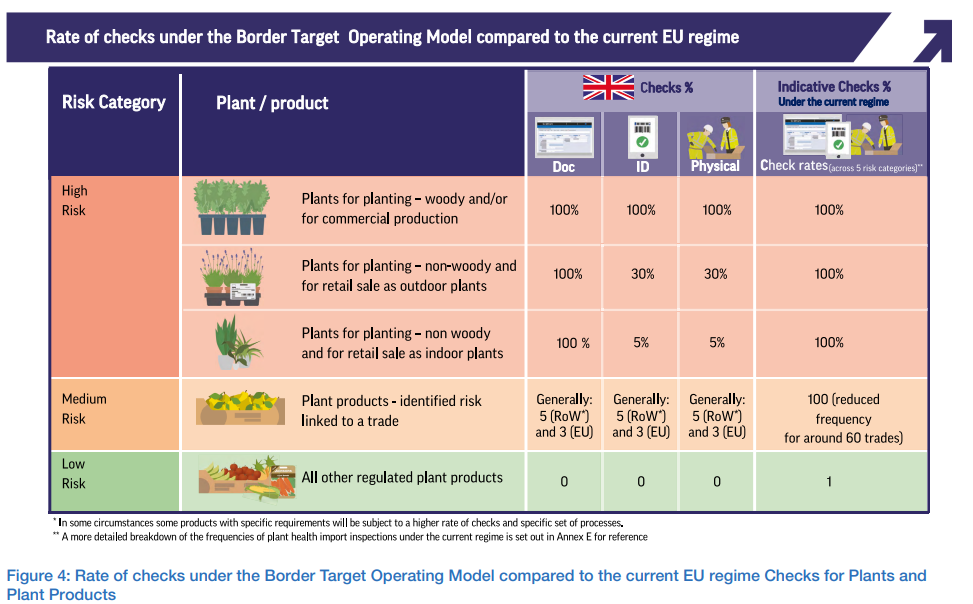 Rate of checks under the Border Target Operating Model compared to the current EU regime
Risk Category
Plant / product
Checks %
Doc
ID
Physical
Indicative Checks %
Under the current regime
Check rates (across 5 risk categories)**
High
Risk
Plants for planting – woody and/or
for commercial production
100%
100%
100%
100%
Plants for planting – non-woody and
for retail sale as outdoor plants
100%
30%
30%
100%
Plants for planting – non woody
and for retail sale as indoor plants
100 %
5%
5%
100%
Medium
Risk
Plant products - identified risk
linked to a trade
Generally:
5 (RoW*)
and 3 (EU)
Generally:
5 (RoW*)
and 3 (EU)
Generally:
5 (RoW*)
and 3 (EU)
100 (reduced
frequency
for around 60 trades)
Low
Risk
All other regulated plant products
0
0
0
1
* In some circumstances some products with specific requirements will be subject to a higher rate of checks and specific set of processes.
** A more detailed breakdown of the frequencies of plant health import inspections under the current regime is set out in Annex E for reference
Figure 4: Rate of checks under the Border Target Operating Model compared to the current EU regime Checks for Plants and
Plant Products